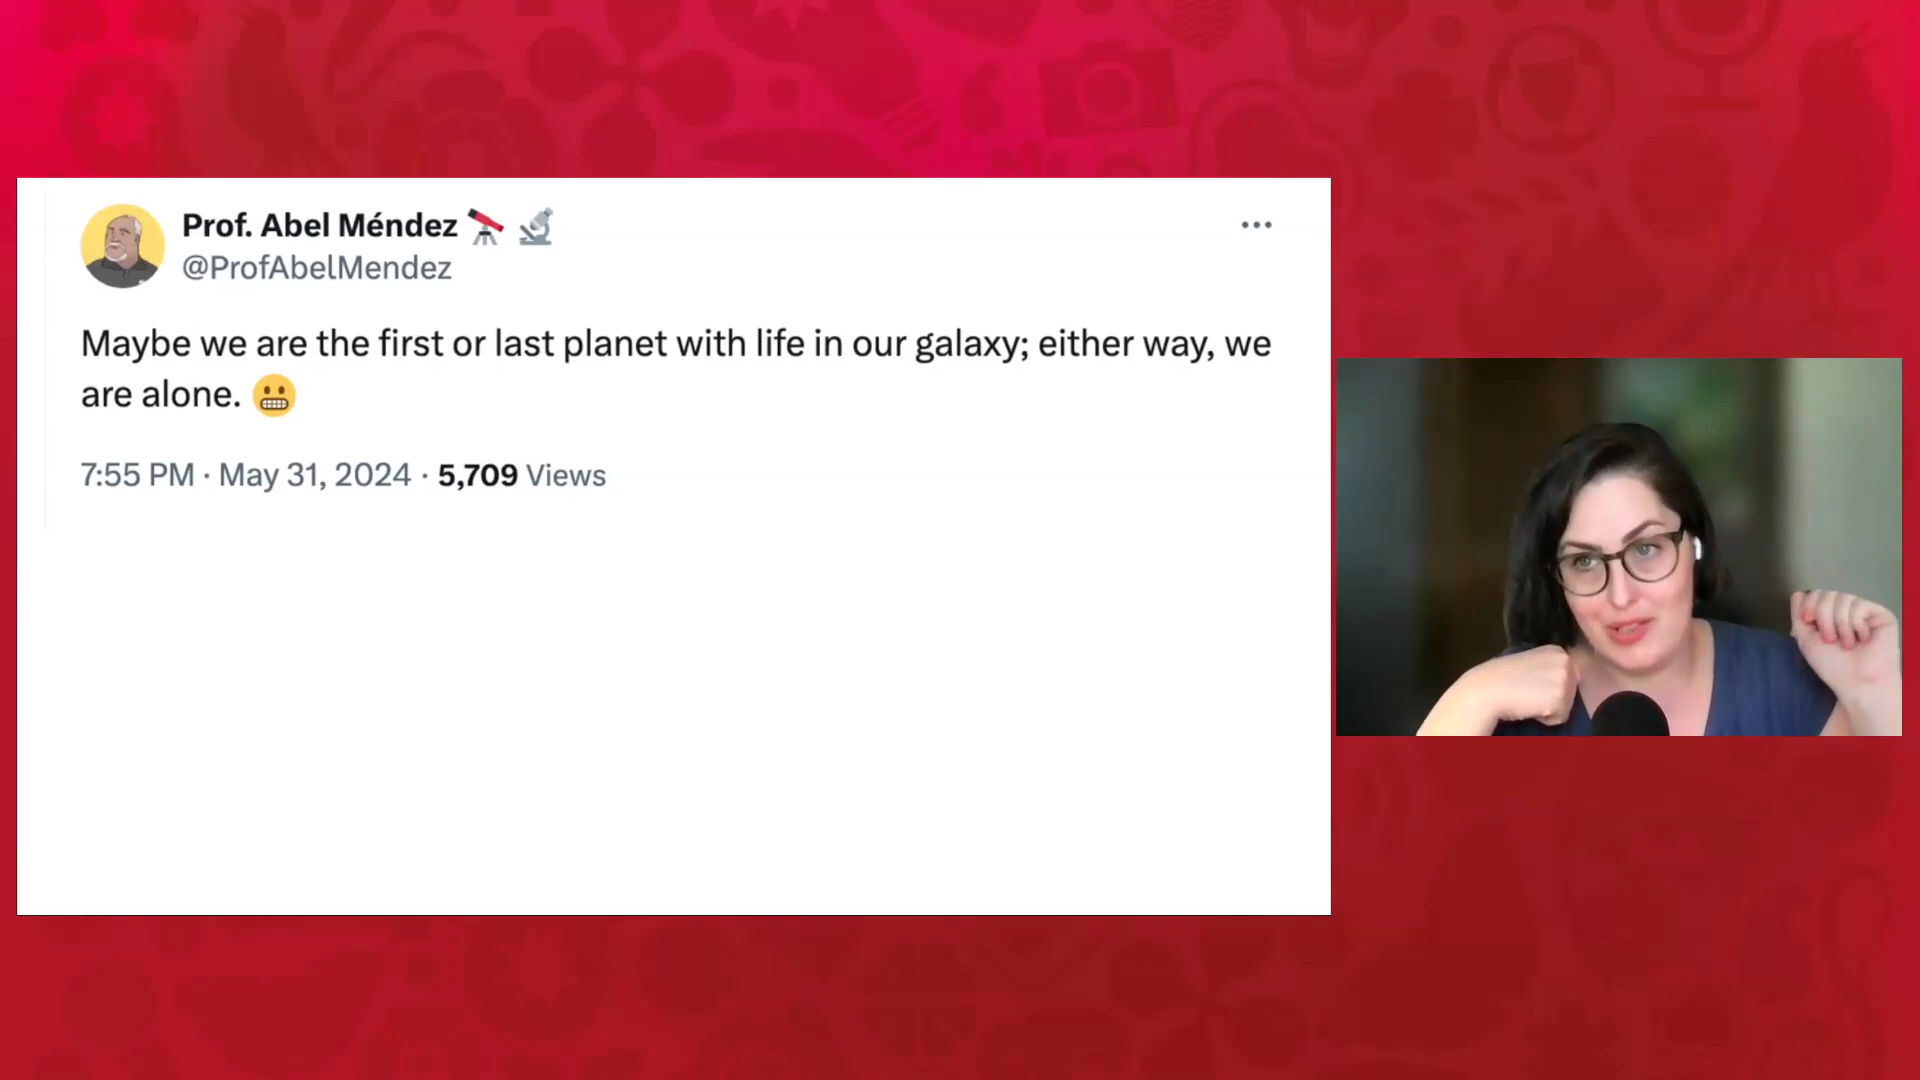 Prof. Abel Méndez 🔭 🔬
@ProfAbelMendez
Maybe we are the first or last planet with life in our galaxy; either way, we
are alone. 😬
7:55 PM · May 31, 2024 · 5,709 Views